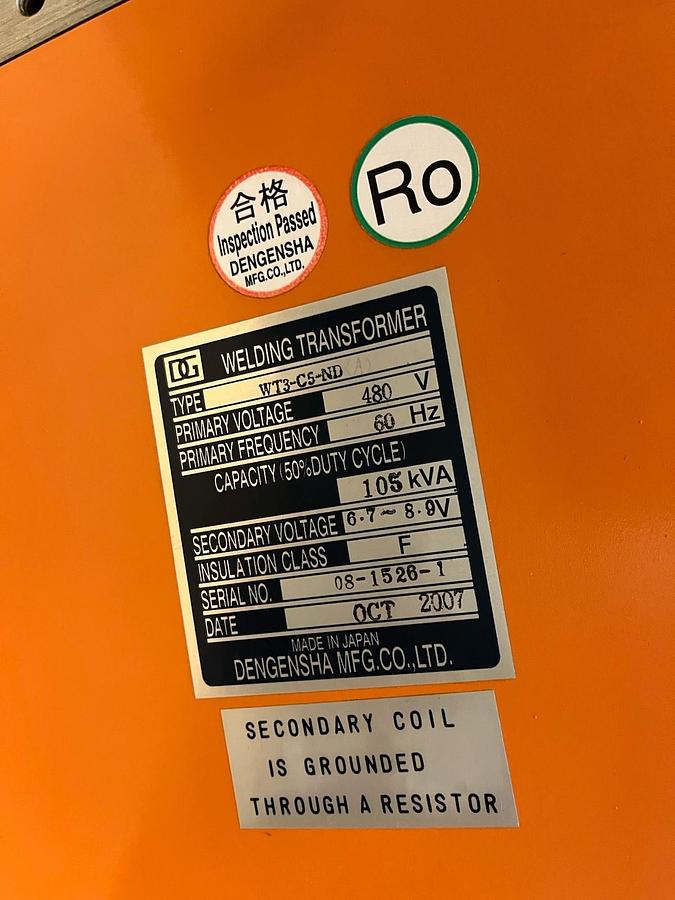 合格
Inspection Passed
DENGENSHA
MFG.CO.,LTD.
Ro
DG WELDING TRANSFORMER
TYPE WT3-C5-ND (A)
PRIMARY VOLTAGE 480 V
PRIMARY FREQUENCY 60 Hz
CAPACITY (50%DUTY CYCLE)
105 kVA
SECONDARY VOLTAGE 6.7~8.9V
INSULATION CLASS F
SERIAL NO. 08-1526-1
DATE OCT 2007
MADE IN JAPAN
DENGENSHA MFG.CO.,LTD.
SECONDARY COIL
IS GROUNDED
THROUGH A RESISTOR